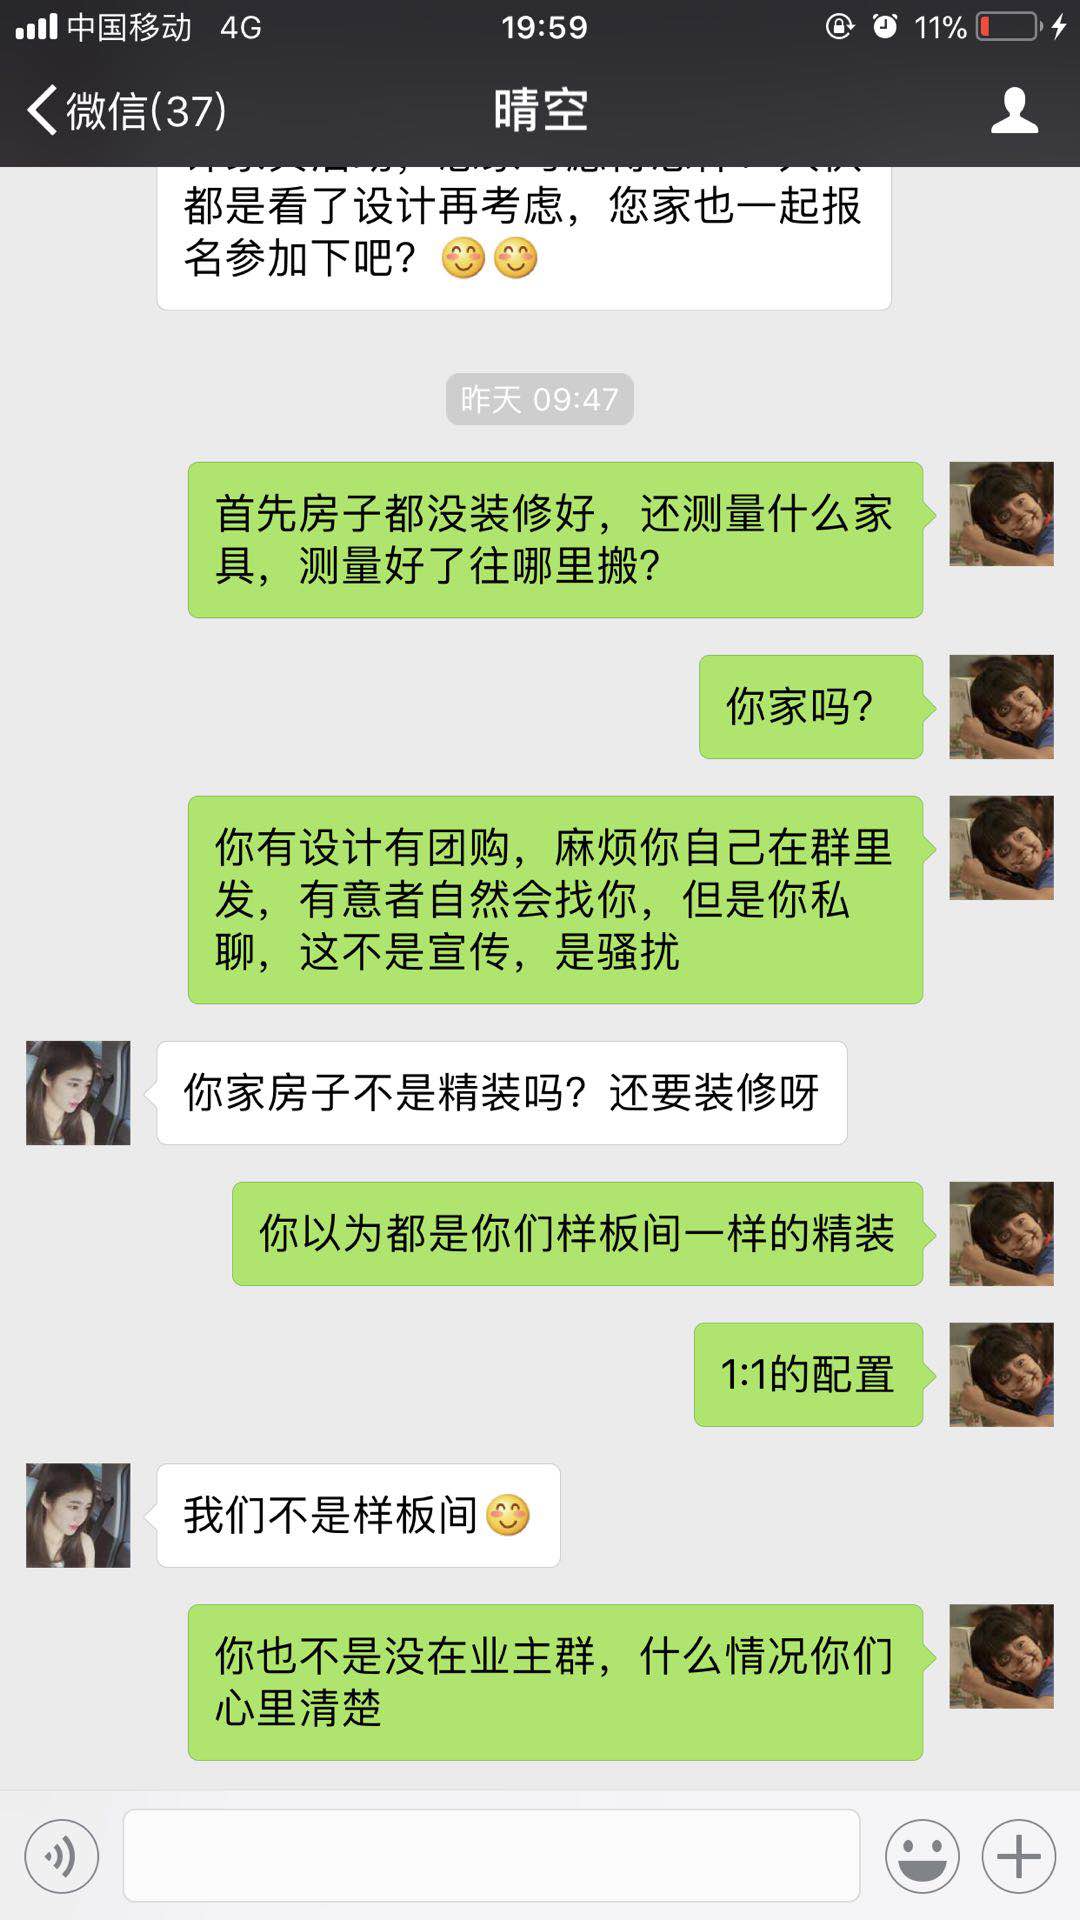 中国移动 4G 19:59 11%
微信(37) 晴空
都是看了设计再考虑，您家也一起报
名参加下吧？😊😊
昨天 09:47
首先房子都没装修好，还测量什么家
具，测量好了往哪里搬？
你家吗？
你有设计有团购，麻烦你自己在群里
发，有意者自然会找你，但是你私
聊，这不是宣传，是骚扰
你家房子不是精装吗？还要装修呀
你以为都是你们样板间一样的精装
1:1的配置
我们不是样板间😊
你也不是没在业主群，什么情况你们
心里清楚